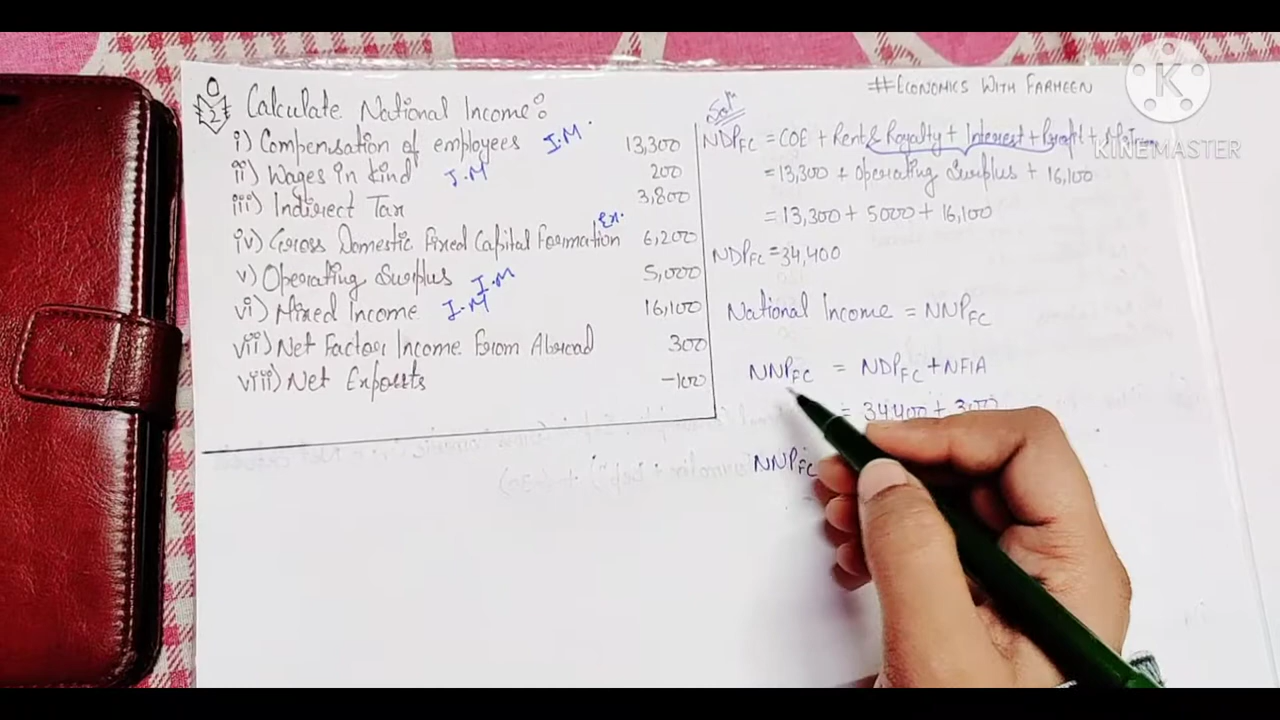 #ECONOMICS WITH FARHEEN
K
KINEMASTER
Q2 Calculate National Income:
i) Compensation of employees I.M 13,300
ii) Wages in Kind I.M 200
iii) Indirect Tax 3,800
iv) Gross Domestic Fixed Capital Formation Ex. 6,200
v) Operating Surplus I.M 5,000
vi) Mixed Income I.M 16,100
vii) Net Factor Income From Abroad 300
viii) Net Exports -100
Sol:
NDPFC = COE + Rent & Royalty + Interest + Profit +
= 13,300 + Operating Surplus + 16,100
= 13,300 + 5000 + 16,100
NDPFC = 34,400
National Income = NNPFC
NNPFC = NDPFC + NFIA
= 34400 + 300
NNPFC